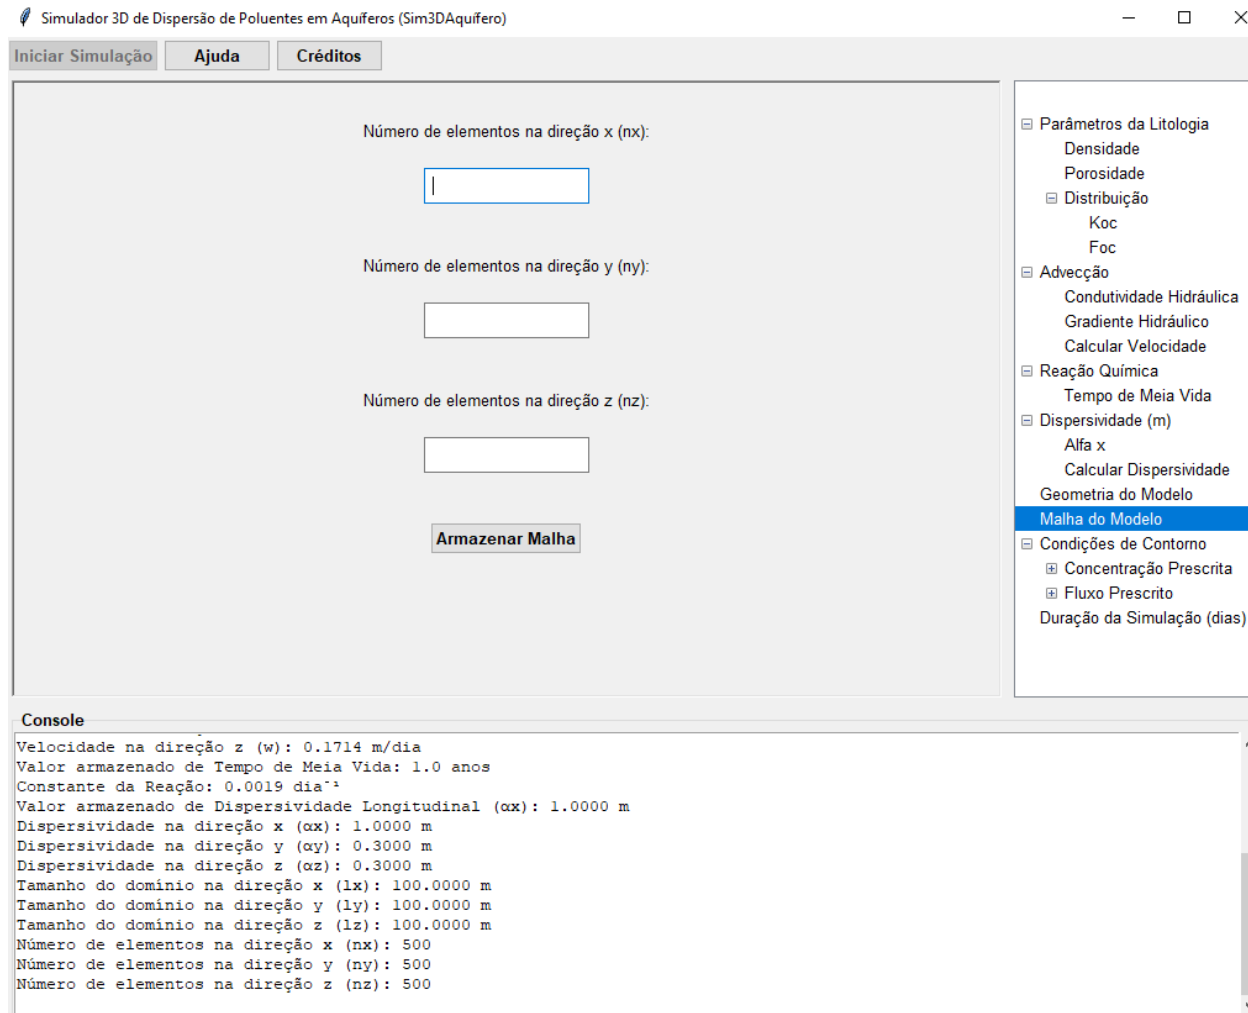 Simulador 3D de Dispersão de Poluentes em Aquíferos (Sim3DAquífero)
Iniciar Simulação Ajuda Créditos
Número de elementos na direção x (nx):
Número de elementos na direção y (ny):
Número de elementos na direção z (nz):
Armazenar Malha
Parâmetros da Litologia
Densidade
Porosidade
Distribuição
Koc
Foc
Advecção
Condutividade Hidráulica
Gradiente Hidráulico
Calcular Velocidade
Reação Química
Tempo de Meia Vida
Dispersividade (m)
Alfa x
Calcular Dispersividade
Geometria do Modelo
Malha do Modelo
Condições de Contorno
Concentração Prescrita
Fluxo Prescrito
Duração da Simulação (dias)
Console
Velocidade na direção z (w): 0.1714 m/dia
Valor armazenado de Tempo de Meia Vida: 1.0 anos
Constante da Reação: 0.0019 dia⁻¹
Valor armazenado de Dispersividade Longitudinal (αx): 1.0000 m
Dispersividade na direção x (αx): 1.0000 m
Dispersividade na direção y (αy): 0.3000 m
Dispersividade na direção z (αz): 0.3000 m
Tamanho do domínio na direção x (lx): 100.0000 m
Tamanho do domínio na direção y (ly): 100.0000 m
Tamanho do domínio na direção z (lz): 100.0000 m
Número de elementos na direção x (nx): 500
Número de elementos na direção y (ny): 500
Número de elementos na direção z (nz): 500